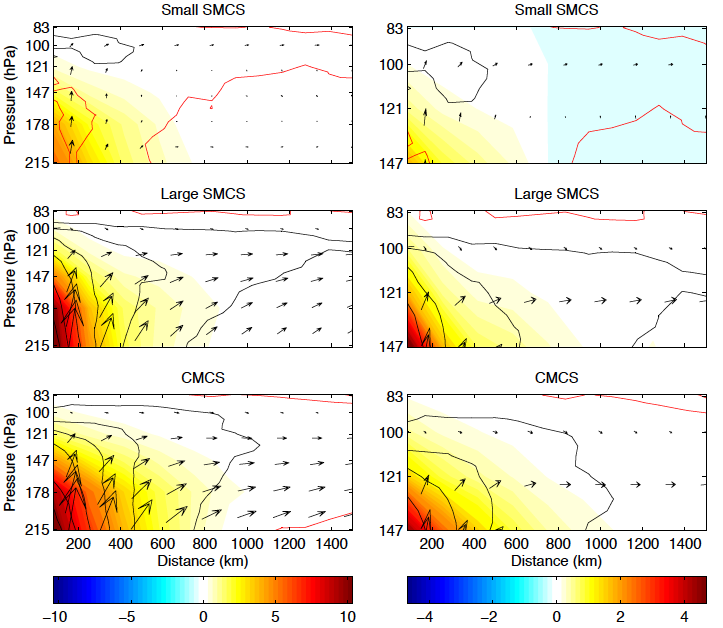 Small SMCS
Small SMCS
Pressure (hPa)
83
100
121
147
178
215
83
100
121
147
Large SMCS
Large SMCS
Pressure (hPa)
83
100
121
147
178
215
83
100
121
147
CMCS
CMCS
Pressure (hPa)
83
100
121
147
178
215
83
100
121
147
200 400 600 800 1000 1200 1400
200 400 600 800 1000 1200 1400
Distance (km)
Distance (km)
−10 −5 0 5 10
−4 −2 0 2 4